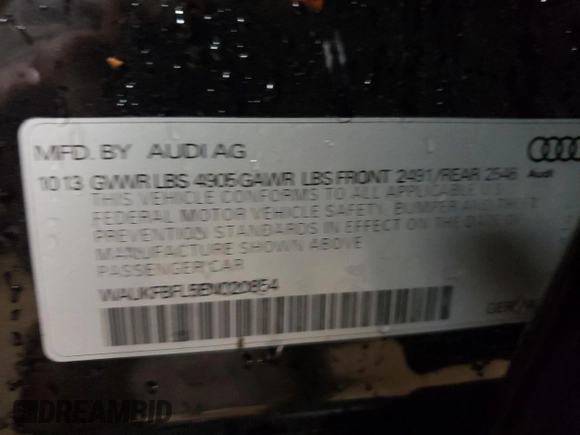 MFD. BY AUDI AG
10 13 GVWR LBS 4905 GAWR LBS FRONT 2491/REAR 2546
Audi
THIS VEHICLE CONFORMS TO ALL APPLICABLE U.S.
FEDERAL MOTOR VEHICLE SAFETY, BUMPER AND THEFT
PREVENTION STANDARDS IN EFFECT ON THE DATE OF
MANUFACTURE SHOWN ABOVE
PASSENGER CAR
WAUKFBFL5EN020854
DREAMBID